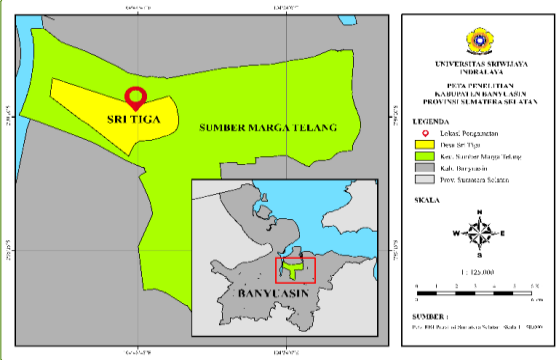 SRI TIGA
SUMBER MARGA TELANG
BANYUASIN
UNIVERSITAS SRIWIJAYA
INDRALAYA
PETA PENELITIAN
KABUPATEN BANYUASIN
PROVINSI SUMATERA SELATAN
LEGENDA
Lokasi Pengamatan
Desa Sri Tiga
Kec. Sumber Marga Telang
Kab. Banyuasin
Prov. Sumatera Selatan
SKALA
N
W E
S
1 : 125.000
SUMBER :